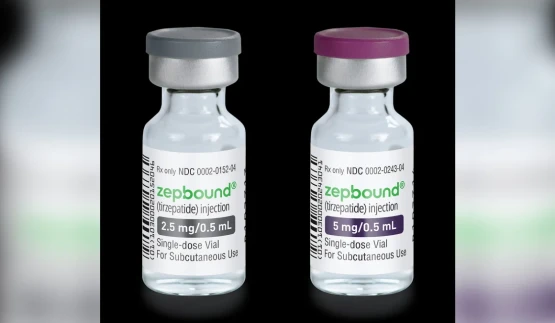 Rx only NDC 0002-0152-04
zepbound®
(tirzepatide) injection
2.5 mg/0.5 mL
Single-dose Vial
For Subcutaneous Use
Rx only NDC 0002-0243-04
zepbound®
(tirzepatide) injection
5 mg/0.5 mL
Single-dose Vial
For Subcutaneous Use